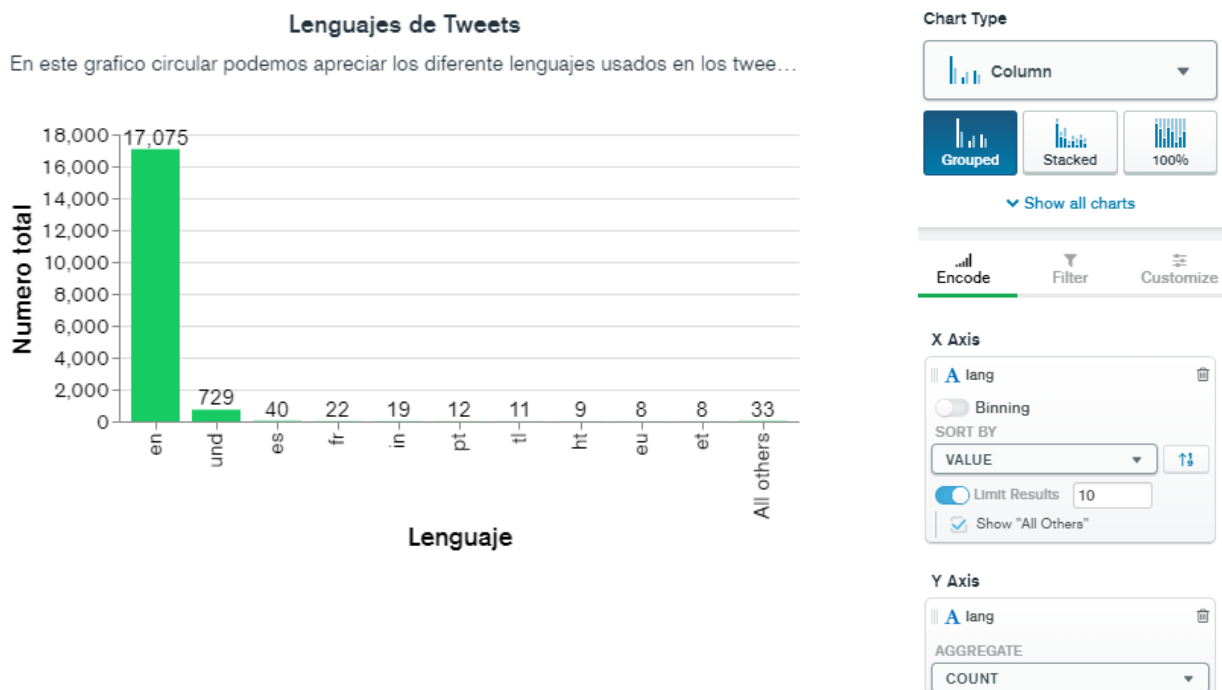 Lenguajes de Tweets
En este grafico circular podemos apreciar los diferente lenguajes usados en los twee...
Numero total
18,000
16,000
14,000
12,000
10,000
8,000
6,000
4,000
2,000
0
17,075
729
40
22
19
12
11
9
8
8
33
en
und
es
fr
in
pt
tl
ht
eu
et
All others
Lenguaje
Chart Type
Column
Grouped
Stacked
100%
Show all charts
Encode
Filter
Customize
X Axis
A lang
Binning
SORT BY
VALUE
Limit Results 10
Show "All Others"
Y Axis
A lang
AGGREGATE
COUNT